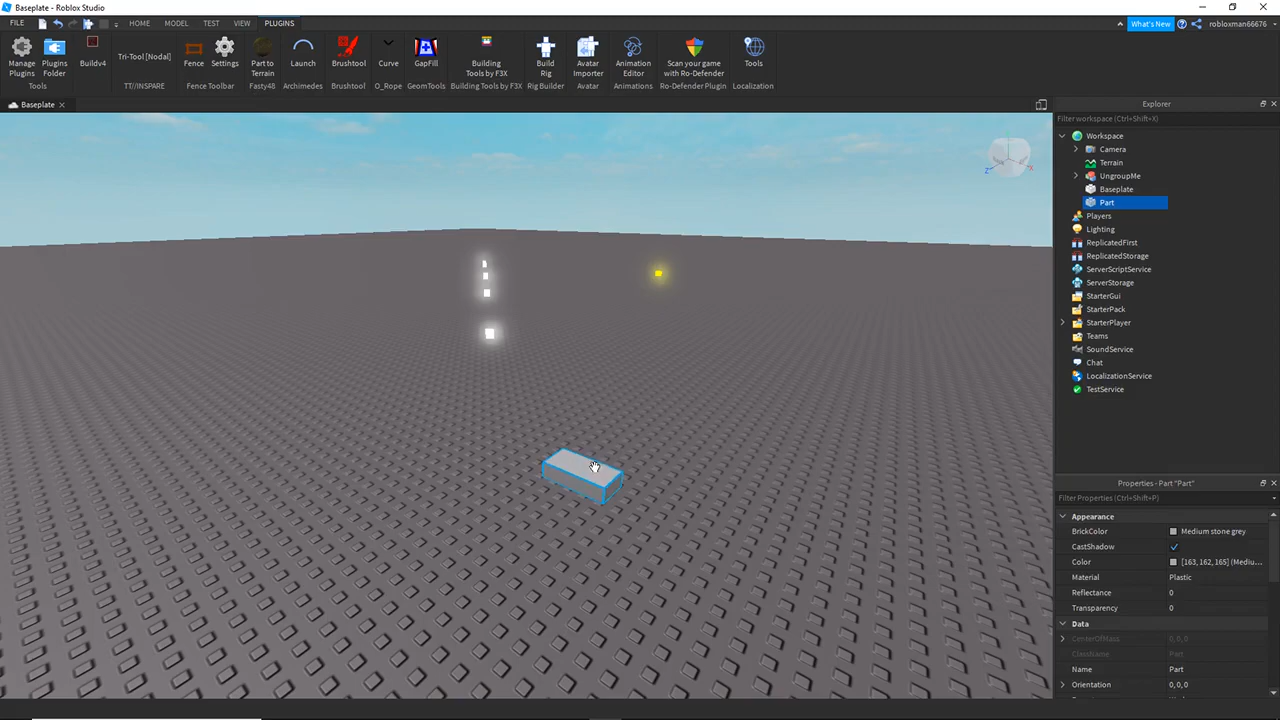 Baseplate - Roblox Studio
FILE HOME MODEL TEST VIEW PLUGINS What's New robloxman66676
Manage Plugins
Plugins Folder
Buildv4
Tri-Tool [Nodal]
Fence
Settings
Part to Terrain
Launch
Brushtool
Curve
GapFill
Building Tools by F3X
Build Rig
Avatar Importer
Animation Editor
Scan your game with Ro-Defender
Tools
Tools TT//INSPARE Fence Toolbar Fasty48 Archimedes Brushtool O_Rope GeomTools Building Tools by F3X Rig Builder Avatar Animations Ro-Defender Plugin Localization
Baseplate
Explorer
Filter workspace (Ctrl+Shift+X)
Workspace
Camera
Terrain
UngroupMe
Baseplate
Part
Players
Lighting
ReplicatedFirst
ReplicatedStorage
ServerScriptService
ServerStorage
StarterGui
StarterPack
StarterPlayer
Teams
SoundService
Chat
LocalizationService
TestService
Properties - Part "Part"
Filter Properties (Ctrl+Shift+P)
Appearance
BrickColor Medium stone grey
CastShadow
Color [163, 162, 165] (Mediu...
Material Plastic
Reflectance 0
Transparency 0
Data
CenterOfMass 0, 0, 0
ClassName Part
Name Part
Orientation 0, 0, 0